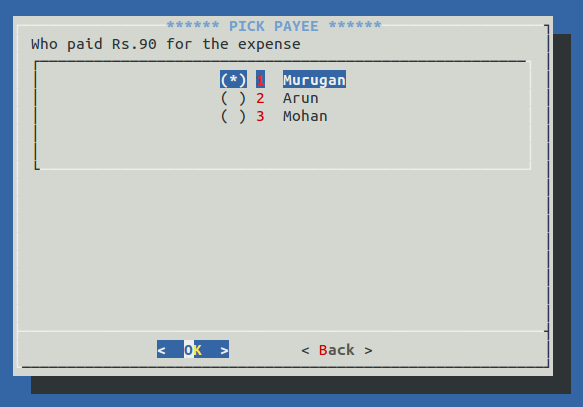 ****** PICK PAYEE ******
Who paid Rs.90 for the expense
(*) 1 Murugan
( ) 2 Arun
( ) 3 Mohan
< OK > < Back >